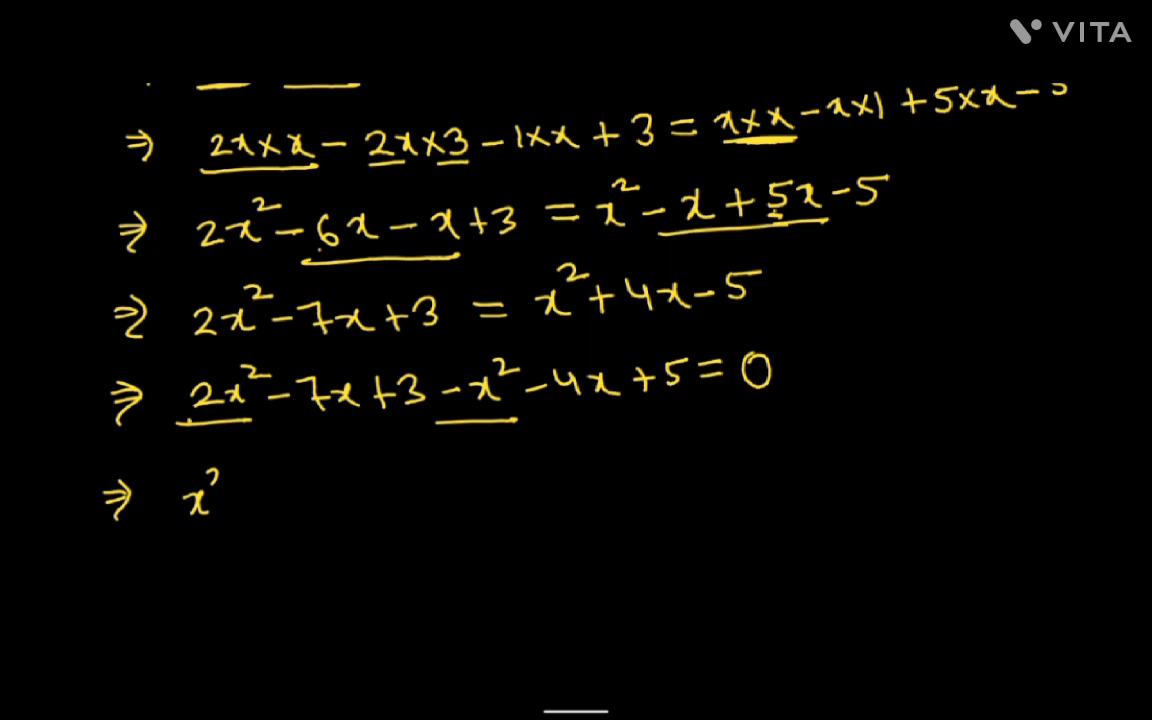 VITA
⇒ 2x×x - 2x×3 - 1×x + 3 = x×x - x×1 + 5×x -
⇒ 2x² - 6x - x + 3 = x² - x + 5x - 5
⇒ 2x² - 7x + 3 = x² + 4x - 5
⇒ 2x² - 7x + 3 - x² - 4x + 5 = 0
⇒ x²